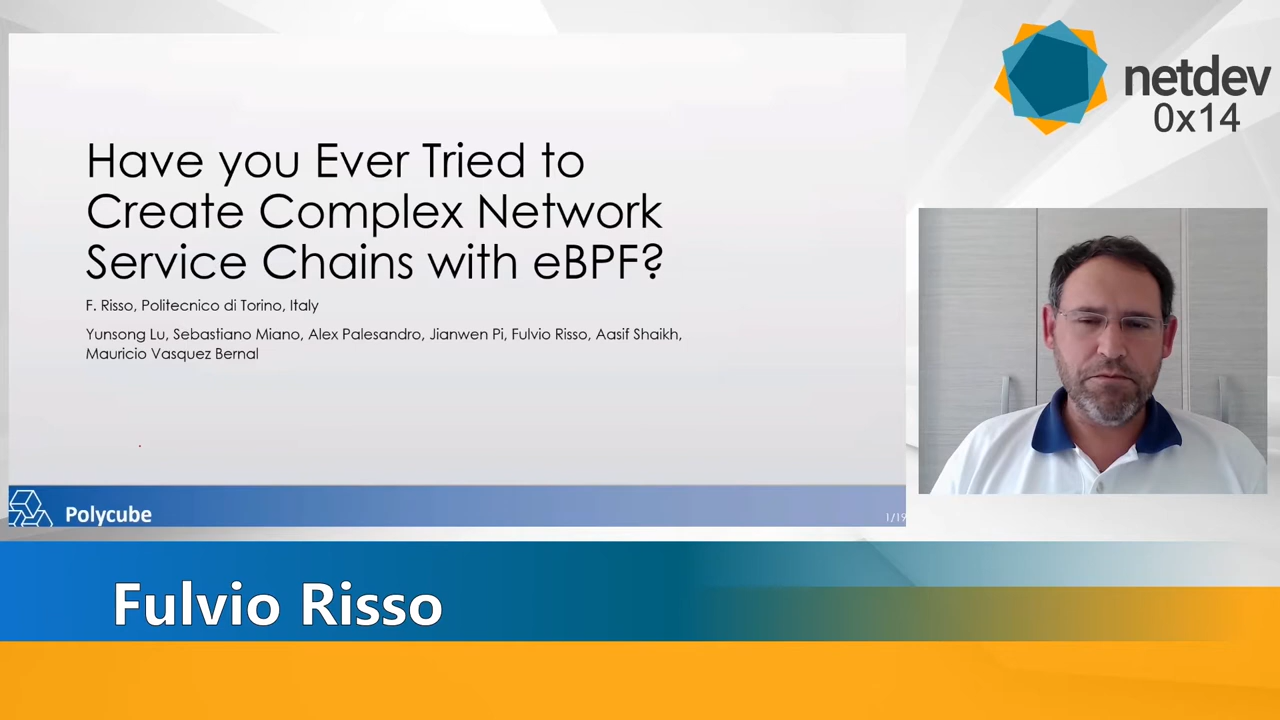 Have you Ever Tried to
Create Complex Network
Service Chains with eBPF?
F. Risso, Politecnico di Torino, Italy
Yunsong Lu, Sebastiano Miano, Alex Palesandro, Jianwen Pi, Fulvio Risso, Aasif Shaikh,
Mauricio Vasquez Bernal
Polycube
1/19
netdev
0x14
Fulvio Risso